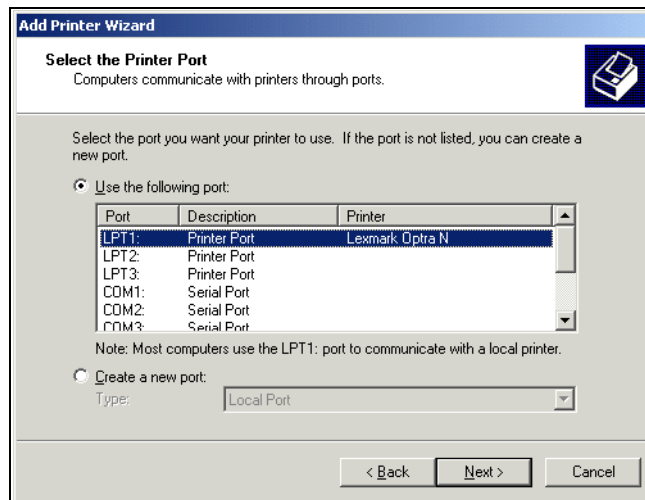 Add Printer Wizard
Select the Printer Port
Computers communicate with printers through ports.
Select the port you want your printer to use. If the port is not listed, you can create a
new port.
Use the following port:
Port Description Printer
LPT1: Printer Port Lexmark Optra N
LPT2: Printer Port
LPT3: Printer Port
COM1: Serial Port
COM2: Serial Port
COM3: Serial Port
Note: Most computers use the LPT1: port to communicate with a local printer.
Create a new port:
Type: Local Port
< Back Next > Cancel